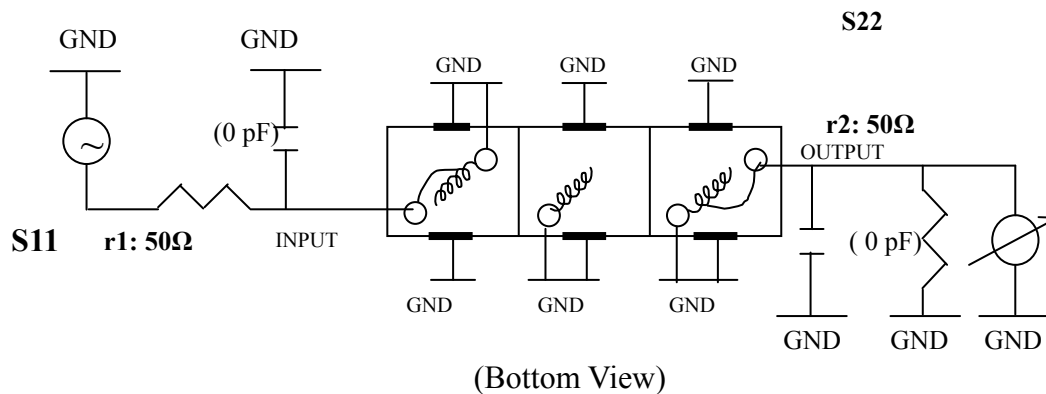 S22
GND
GND
GND
GND
GND
(0 pF)
r2: 50Ω
OUTPUT
S11
r1: 50Ω
INPUT
( 0 pF)
GND
GND
GND
GND
GND
GND
(Bottom View)